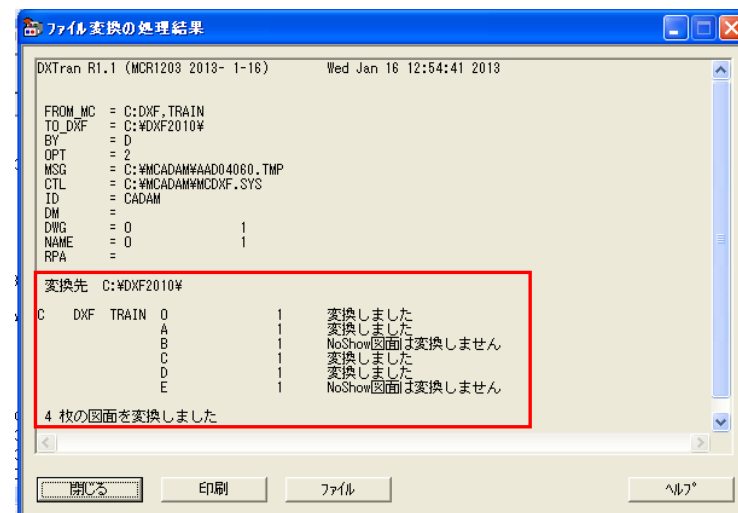 ファイル変換の処理結果
DXTran R1.1 (MCR1203 2013- 1-16) Wed Jan 16 12:54:41 2013
FROM_MC = C:DXF,TRAIN
TO_DXF = C:¥DXF2010¥
BY = D
OPT = 2
MSG = C:¥MCADAM¥AAD04060.TMP
CTL = C:¥MCADAM¥MCDXF.SYS
ID = CADAM
DM =
DWG = 0 1
NAME = 0 1
RPA =
変換先 C:¥DXF2010¥
C DXF TRAIN 0 1 変換しました
A 1 変換しました
B 1 NoShow図面は変換しません
C 1 変換しました
D 1 変換しました
E 1 NoShow図面は変換しません
4 枚の図面を変換しました
閉じる 印刷 ファイル ヘルプ